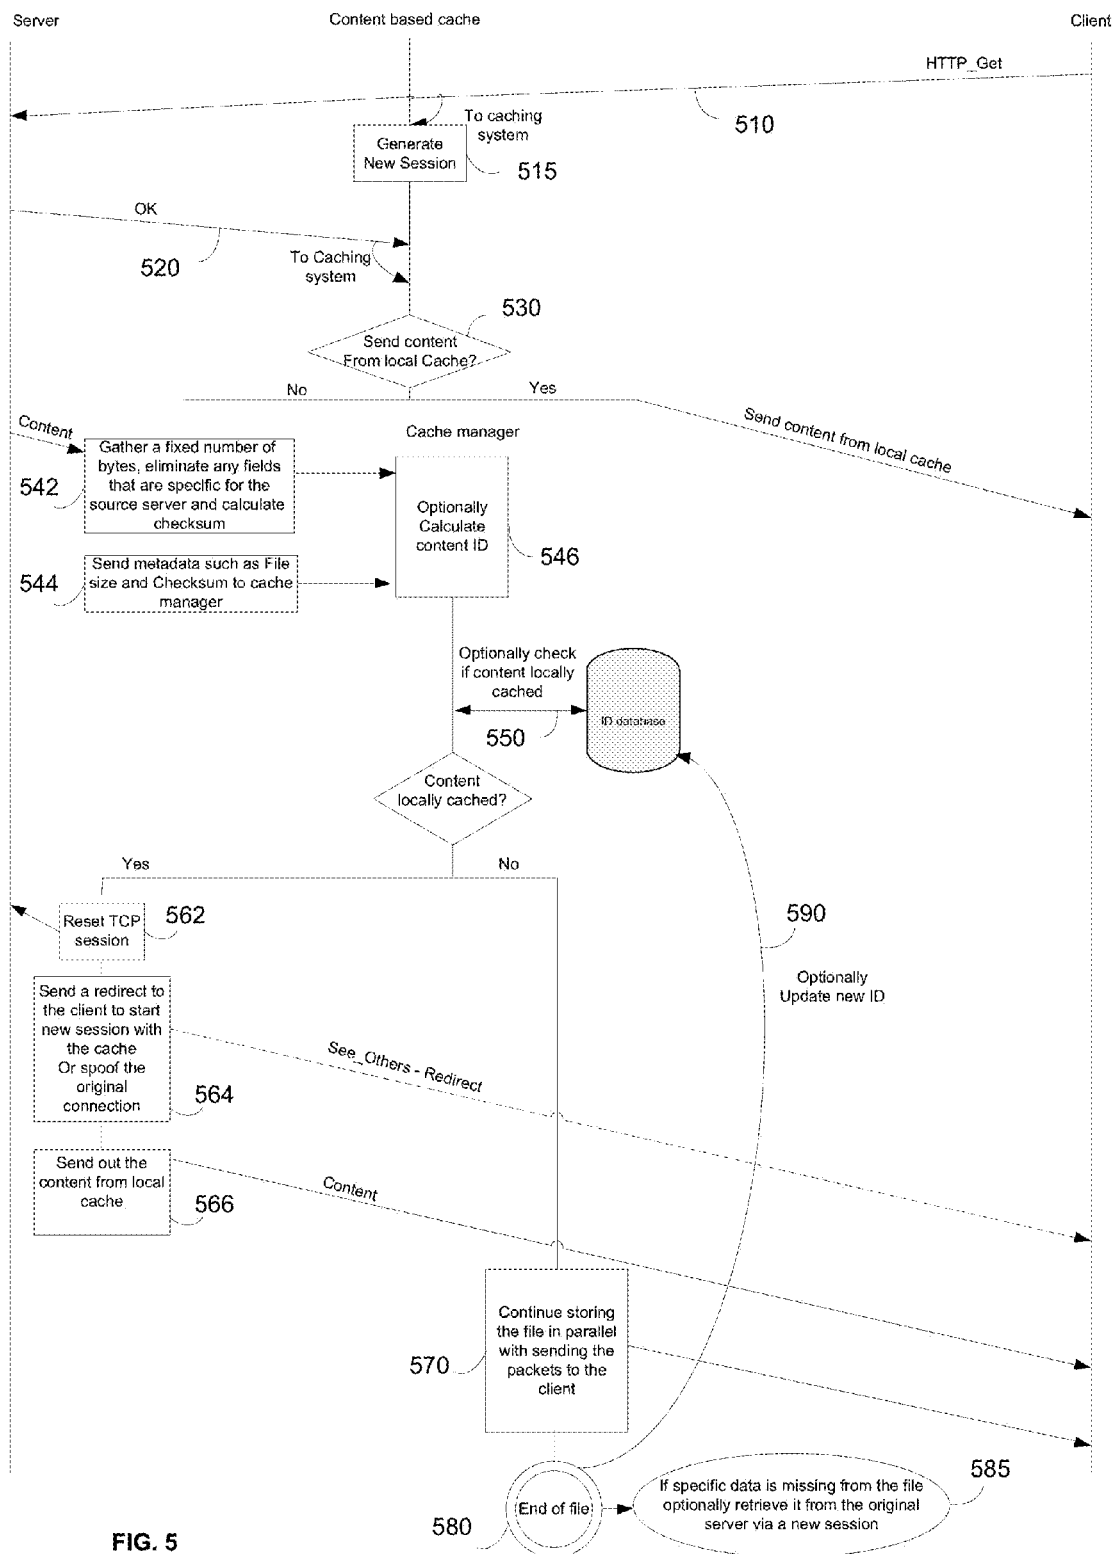 Server
Content based cache
Client
HTTP_Get
510
To caching
system
Generate
New Session
515
OK
520
To Caching
system
530
Send content
From local Cache?
No
Yes
Send content from local cache
Content
Cache manager
Gather a fixed number of
bytes, eliminate any fields
that are specific for the
source server and calculate
checksum
542
Optionally
Calculate
content ID
546
Send metadata such as File
size and Checksum to cache
manager
544
Optionally check
if content locally
cached
ID database
550
Content
locally cached?
Yes
No
Reset TCP
session
562
590
Optionally
Update new ID
Send a redirect to
the client to start
new session with
the cache
Or spoof the
original
connection
564
See_Others - Redirect
Send out the
content from local
cache
566
Content
Continue storing
the file in parallel
with sending the
packets to the
client
570
End of file
580
If specific data is missing from the file
optionally retrieve it from the original
server via a new session
585
FIG. 5